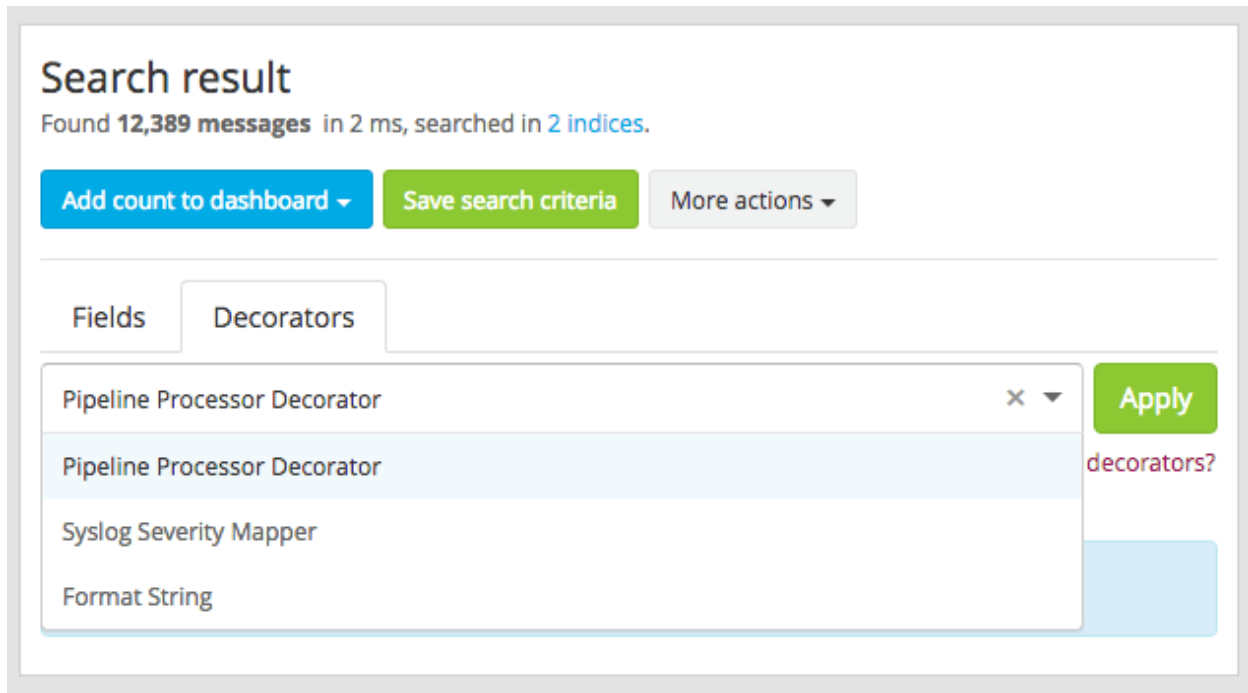 Search result
Found 12,389 messages in 2 ms, searched in 2 indices.
Add count to dashboard Save search criteria More actions
Fields Decorators
Pipeline Processor Decorator × Apply
Pipeline Processor Decorator decorators?
Syslog Severity Mapper
Format String